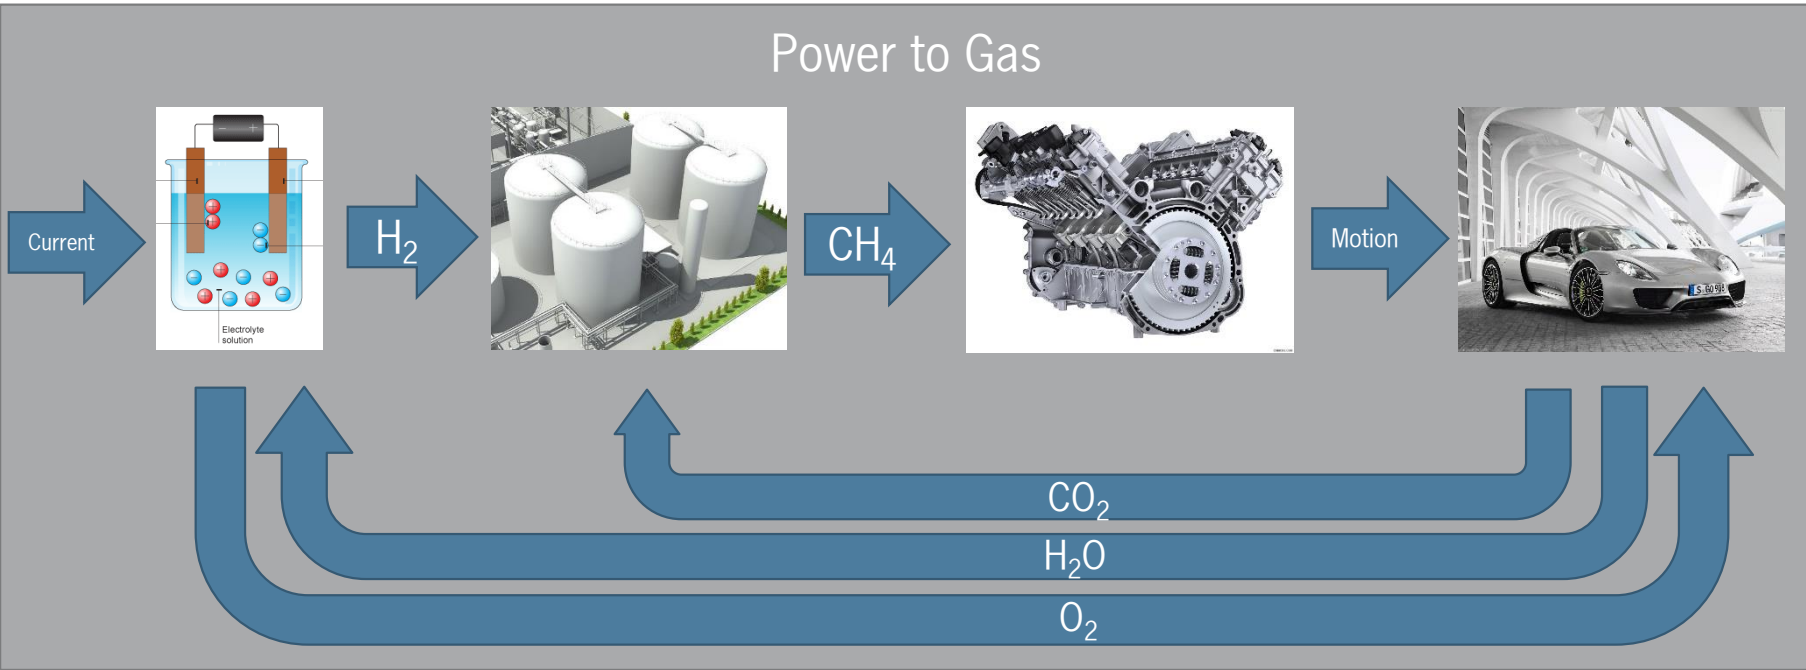 Power to Gas
Current
H₂
CH₄
Motion
Electrolyte
solution
CO₂
H₂O
O₂